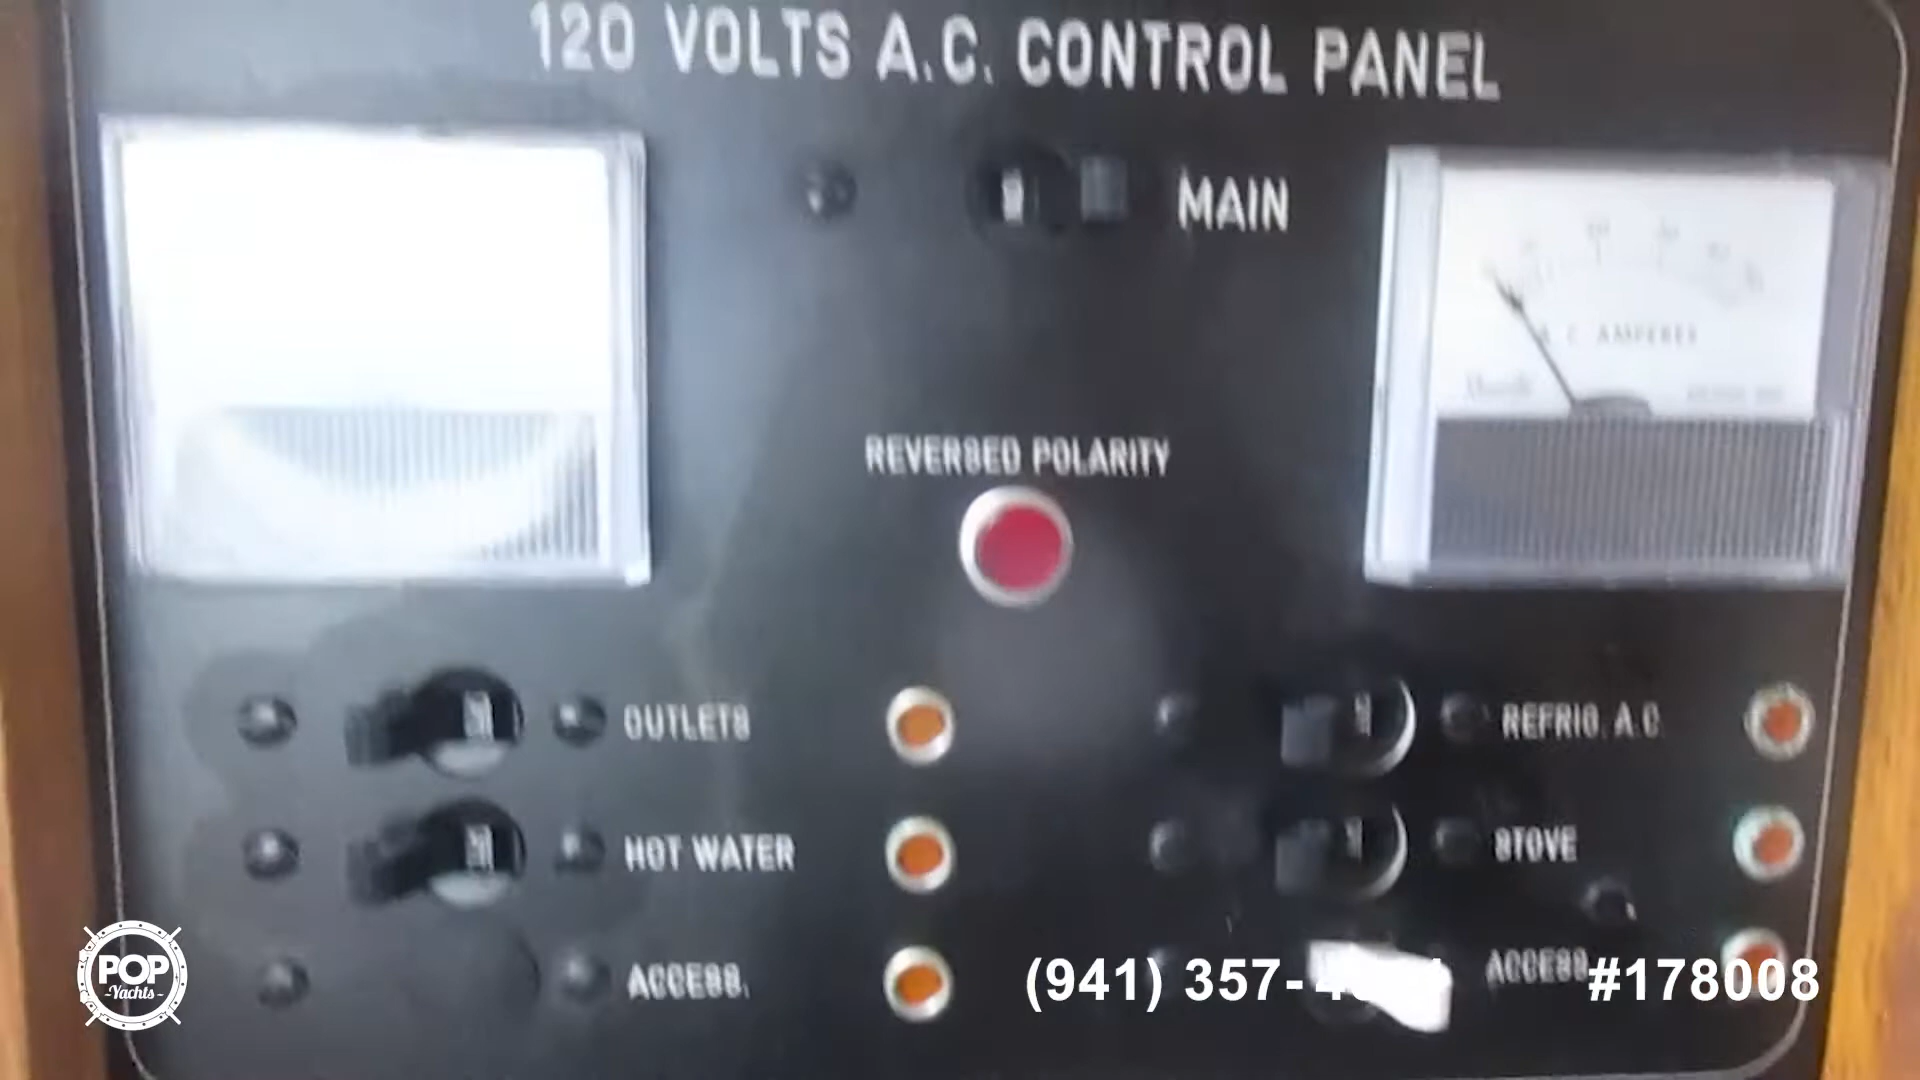 120 VOLTS A.C. CONTROL PANEL
MAIN
A. C. AMPERES
REVERSED POLARITY
OUTLETS
REFRIG. A.C.
HOT WATER
STOVE
ACCESS.
ACCESS.
POP
-Yachts-
(941) 357-
#178008